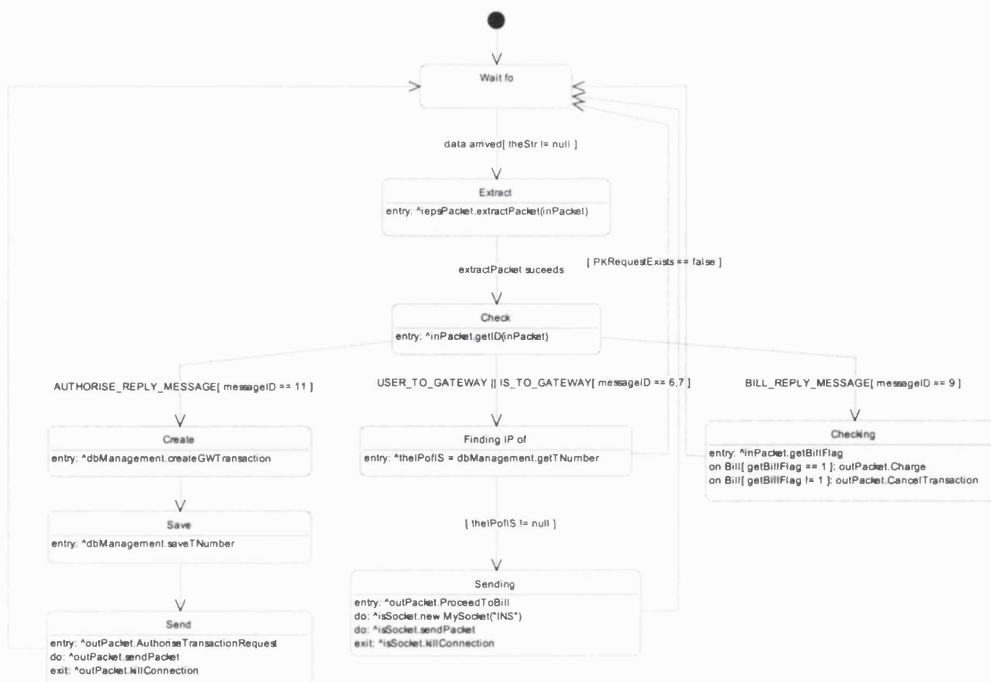 Wait fo
data arrived[ theStr != null ]
Extract
entry: ^iepsPacket.extractPacket(inPacket)
extractPacket suceeds
[ PKRequestExists == false ]
Check
entry: ^inPacket.getID(inPacket)
AUTHORISE_REPLY_MESSAGE[ messageID == 11 ]
USER_TO_GATEWAY || IS_TO_GATEWAY[ messageID == 6,7 ]
BILL_REPLY_MESSAGE[ messageID == 9 ]
Create
entry: ^dbManagement.createGWTransaction
Finding IP of
entry: ^theIPofIS = dbManagement.getTNumber
Checking
entry: ^inPacket.getBillFlag
on Bill[ getBillFlag == 1 ]: outPacket.Charge
on Bill[ getBillFlag != 1 ]: outPacket.CancelTransaction
Save
entry: ^dbManagement.saveTNumber
[ theIPofIS != null ]
Send
entry: ^outPacket.AuthoriseTransactionRequest
do: ^outPacket.sendPacket
exit: ^outPacket.killConnection
Sending
entry: ^outPacket.ProceedToBill
do: ^isSocket.new MySocket("INS")
do: ^isSocket.sendPacket
exit: ^isSocket.killConnection